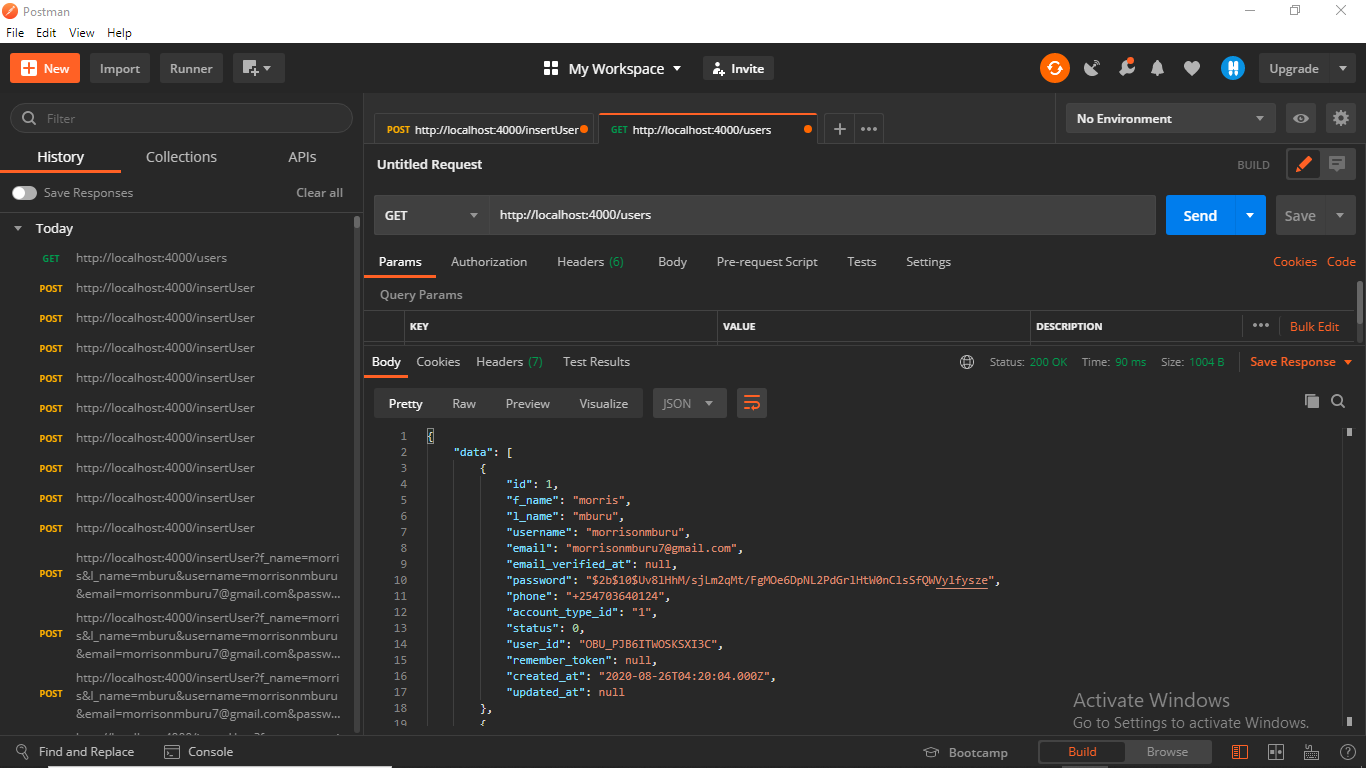 Postman
File Edit View Help
New Import Runner My Workspace Invite Upgrade
Filter
History Collections APIs
Save Responses Clear all
Today
GET http://localhost:4000/users
POST http://localhost:4000/insertUser
POST http://localhost:4000/insertUser
POST http://localhost:4000/insertUser
POST http://localhost:4000/insertUser
POST http://localhost:4000/insertUser
POST http://localhost:4000/insertUser
POST http://localhost:4000/insertUser
POST http://localhost:4000/insertUser
POST http://localhost:4000/insertUser
http://localhost:4000/insertUser?f_name=morri
POST s&l_name=mburu&username=morrisonmburu
&email=morrisonmburu7@gmail.com&passw...
http://localhost:4000/insertUser?f_name=morri
POST s&l_name=mburu&username=morrisonmburu
&email=morrisonmburu7@gmail.com&passw...
http://localhost:4000/insertUser?f_name=morri
POST s&l_name=mburu&username=morrisonmburu
&email=morrisonmburu7@gmail.com&passw...
POST http://localhost:4000/insertUser GET http://localhost:4000/users No Environment
Untitled Request BUILD
GET http://localhost:4000/users Send Save
Params Authorization Headers (6) Body Pre-request Script Tests Settings Cookies Code
Query Params
KEY VALUE DESCRIPTION Bulk Edit
Body Cookies Headers (7) Test Results Status: 200 OK Time: 90 ms Size: 1004 B Save Response
Pretty Raw Preview Visualize JSON
1 {
2 "data": [
3 {
4 "id": 1,
5 "f_name": "morris",
6 "l_name": "mburu",
7 "username": "morrisonmburu",
8 "email": "morrisonmburu7@gmail.com",
9 "email_verified_at": null,
10 "password": "$2b$10$Uv8lHhM/sjLm2qMt/FgMOe6DpNL2PdGrlHtW0nClsSfQWVylfysze",
11 "phone": "+254703640124",
12 "account_type_id": "1",
13 "status": 0,
14 "user_id": "OBU_PJB6ITWOSKSXI3C",
15 "remember_token": null,
16 "created_at": "2020-08-26T04:20:04.000Z",
17 "updated_at": null
18 },
19 {
Activate Windows
Go to Settings to activate Windows.
Find and Replace Console Bootcamp Build Browse